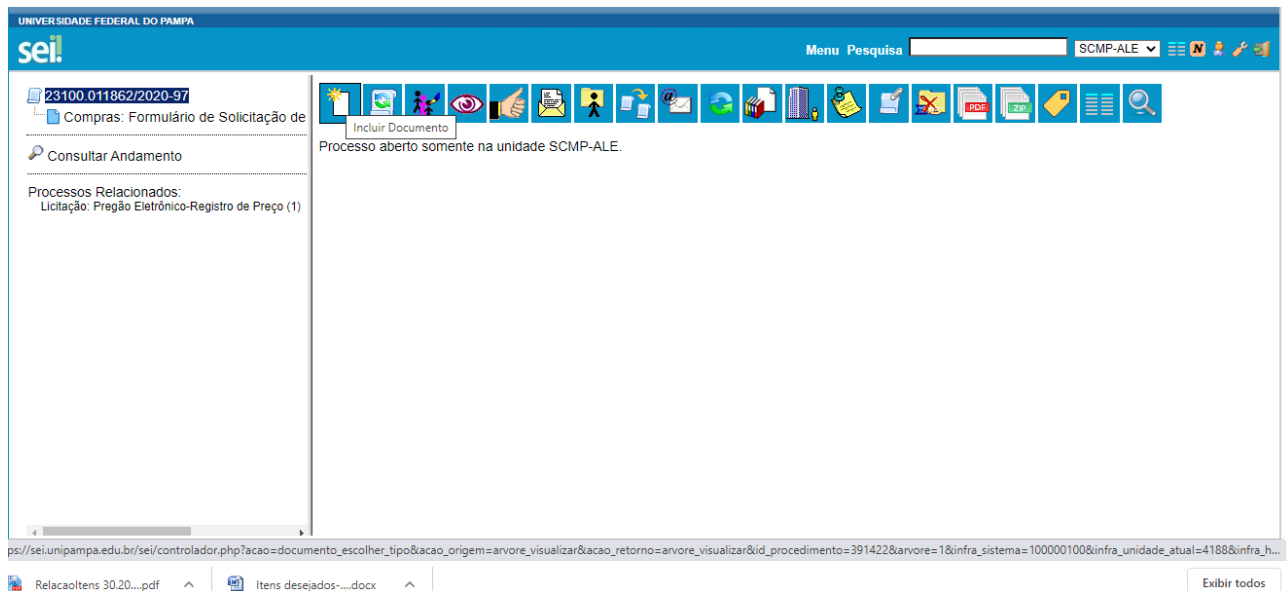 UNIVERSIDADE FEDERAL DO PAMPA
sei!
Menu Pesquisa
SCMP-ALE
N
23100.011862/2020-97
Compras: Formulário de Solicitação de
Consultar Andamento
Processos Relacionados:
Licitação: Pregão Eletrônico-Registro de Preço (1)
PDF
ZIP
Incluir Documento
Processo aberto somente na unidade SCMP-ALE.
ps://sei.unipampa.edu.br/sei/controlador.php?acao=documento_escolher_tipo&acao_origem=arvore_visualizar&acao_retorno=arvore_visualizar&id_procedimento=391422&arvore=1&infra_sistema=100000100&infra_unidade_atual=4188&infra_h...
RelacaoItens 30.20....pdf
Itens desejados-....docx
Exibir todos